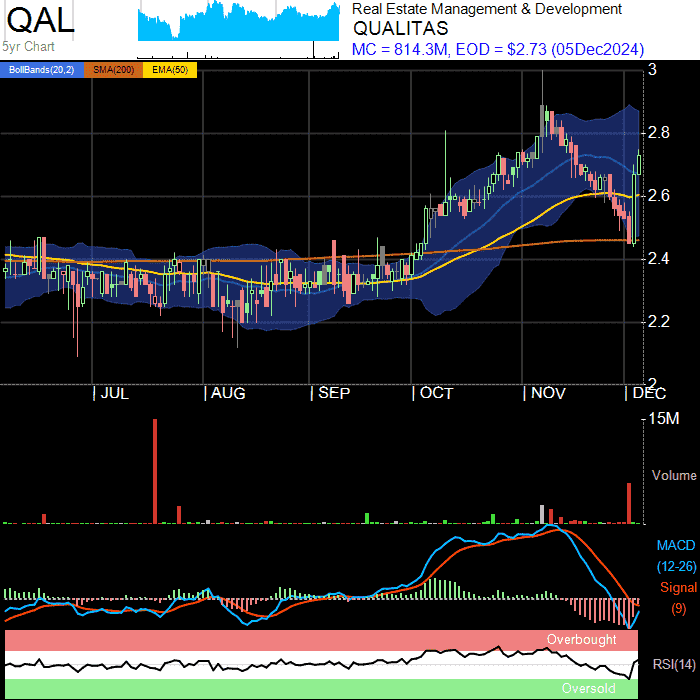 QAL
5yr Chart
Real Estate Management & Development
QUALITAS
MC = 814.3M, EOD = $2.73 (05Dec2024)
BollBands(20,2) SMA(200) EMA(50)
3
2.8
2.6
2.4
2.2
2
| JUL | AUG | SEP | OCT | NOV | DEC
15M
Volume
MACD
(12-26)
Signal
(9)
Overbought
RSI(14)
Oversold